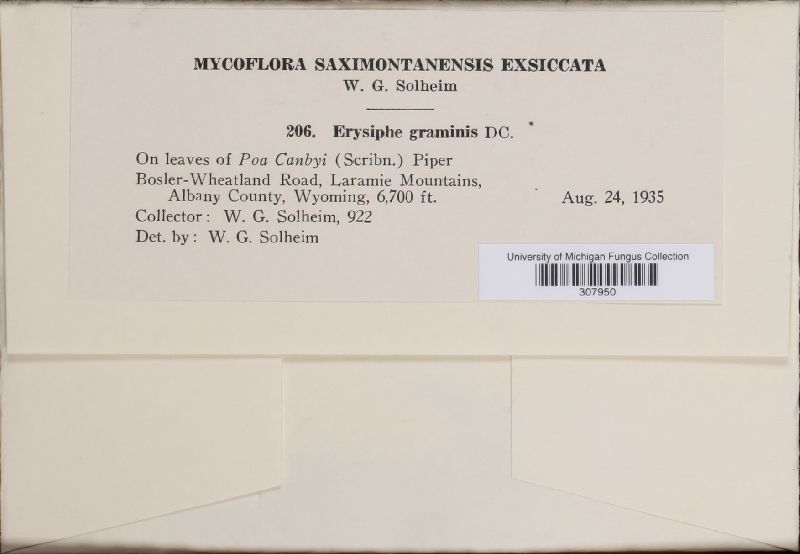 MYCOFLORA SAXIMONTANENSIS EXSICCATA
W. G. Solheim
206. Erysiphe graminis DC.
On leaves of Poa Canbyi (Scribn.) Piper
Bosler-Wheatland Road, Laramie Mountains,
Albany County, Wyoming, 6,700 ft. Aug. 24, 1935
Collector: W. G. Solheim, 922
Det. by: W. G. Solheim
University of Michigan Fungus Collection
307950